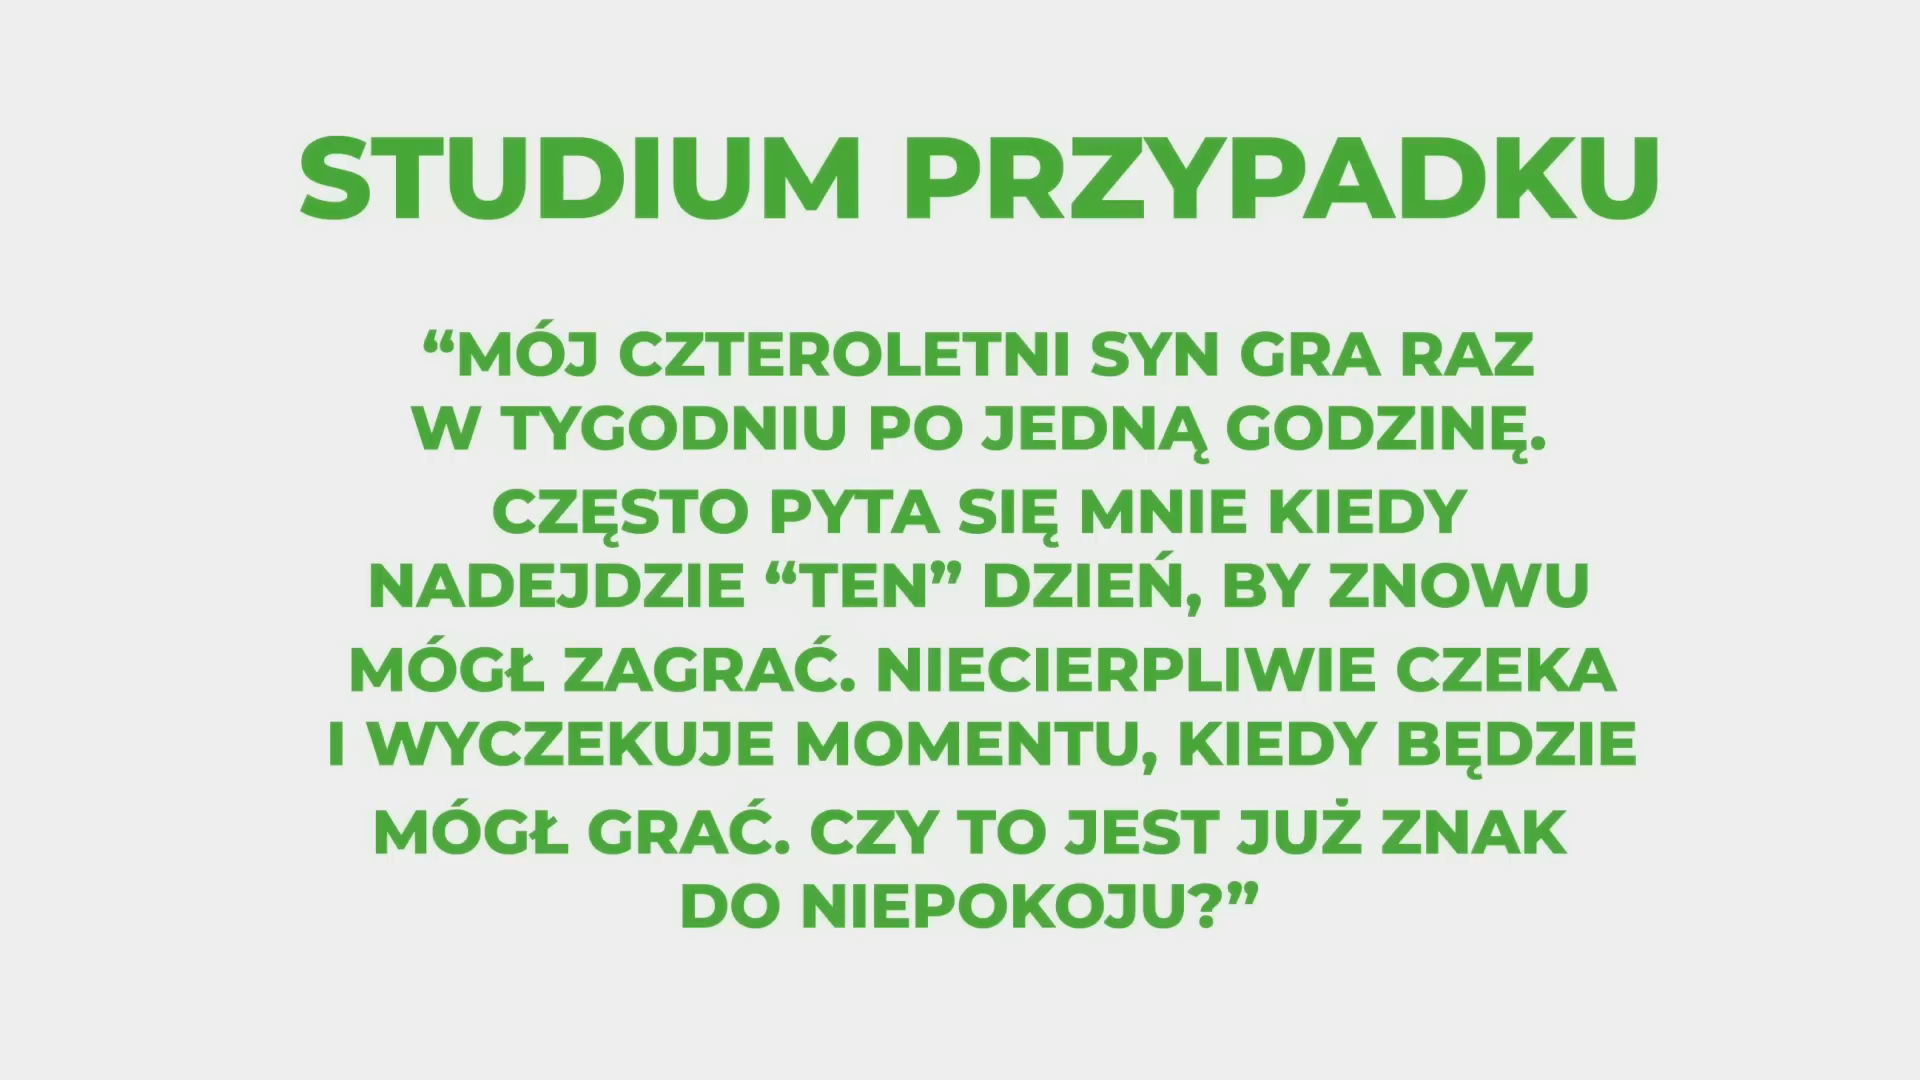 STUDIUM PRZYPADKU
“MÓJ CZTEROLETNI SYN GRA RAZ
W TYGODNIU PO JEDNĄ GODZINĘ.
CZĘSTO PYTA SIĘ MNIE KIEDY
NADEJDZIE “TEN” DZIEŃ, BY ZNOWU
MÓGŁ ZAGRAĆ. NIECIERPLIWIE CZEKA
I WYCZEKUJE MOMENTU, KIEDY BĘDZIE
MÓGŁ GRAĆ. CZY TO JEST JUŻ ZNAK
DO NIEPOKOJU?”